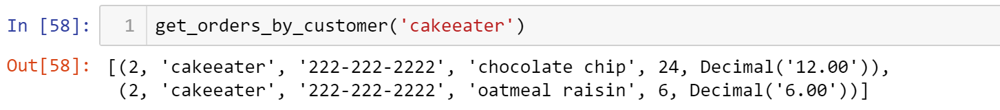 In [58]: 1 get_orders_by_customer('cakeeater')
Out[58]: [(2, 'cakeeater', '222-222-2222', 'chocolate chip', 24, Decimal('12.00')),
(2, 'cakeeater', '222-222-2222', 'oatmeal raisin', 6, Decimal('6.00'))]